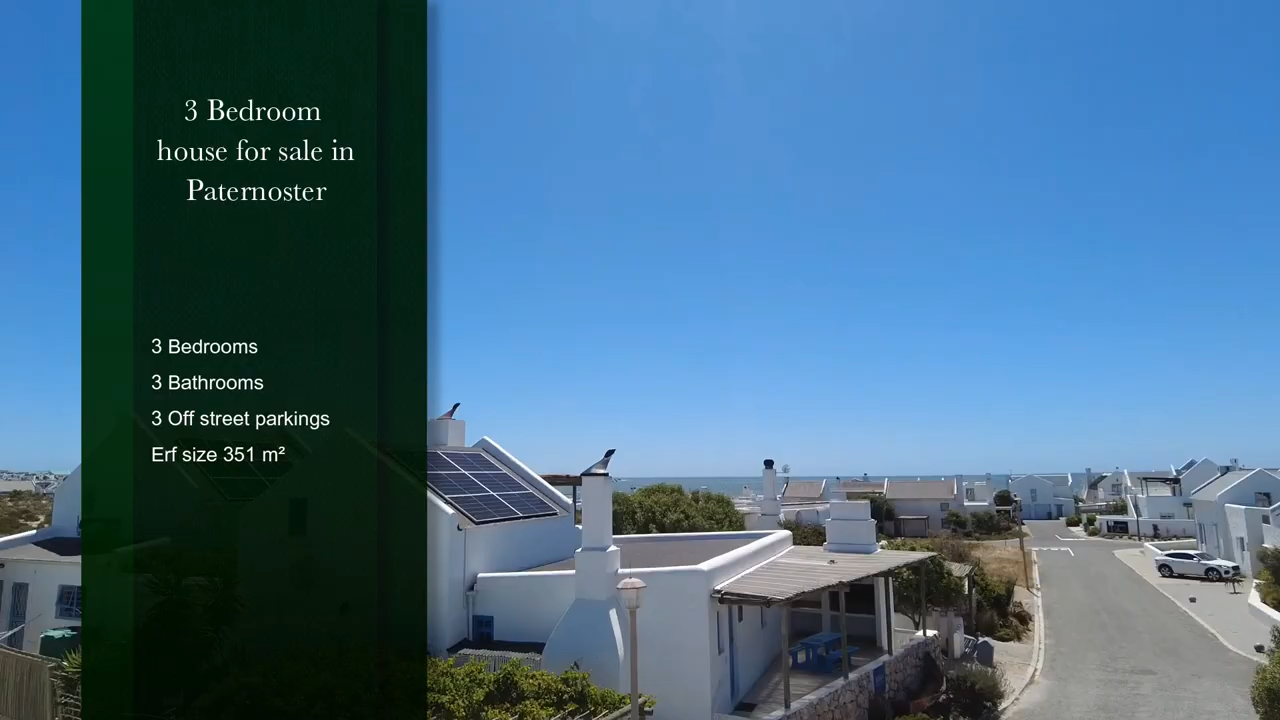 3 Bedroom
house for sale in
Paternoster
3 Bedrooms
3 Bathrooms
3 Off street parkings
Erf size 351 m²